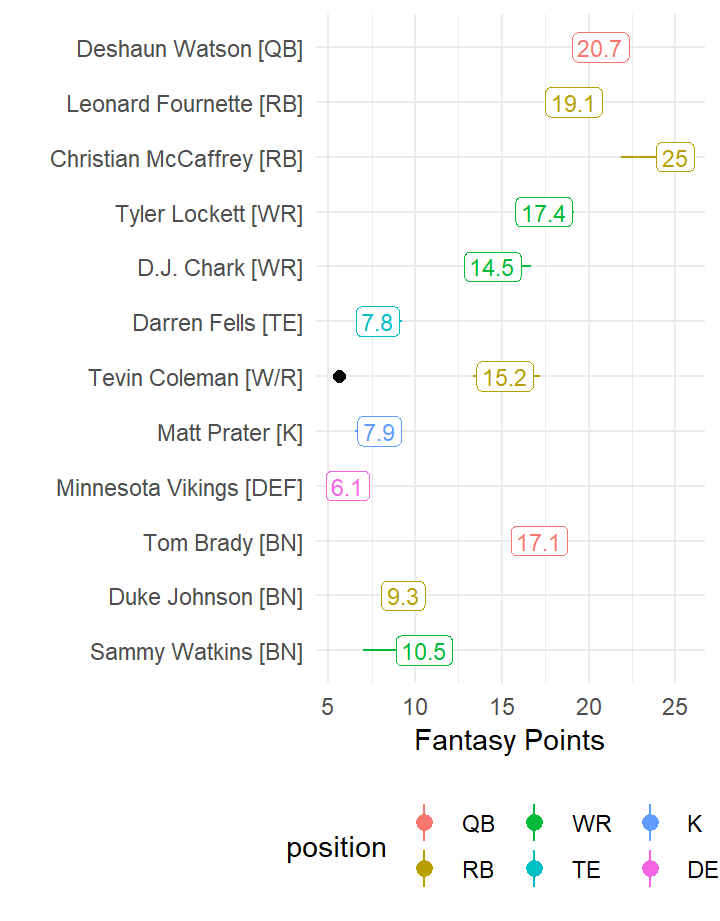 Deshaun Watson [QB] 20.7
Leonard Fournette [RB] 19.1
Christian McCaffrey [RB] 25
Tyler Lockett [WR] 17.4
D.J. Chark [WR] 14.5
Darren Fells [TE] 7.8
Tevin Coleman [W/R] 15.2
Matt Prater [K] 7.9
Minnesota Vikings [DEF] 6.1
Tom Brady [BN] 17.1
Duke Johnson [BN] 9.3
Sammy Watkins [BN] 10.5
5 10 15 20 25
Fantasy Points
position
QB WR K
RB TE DE